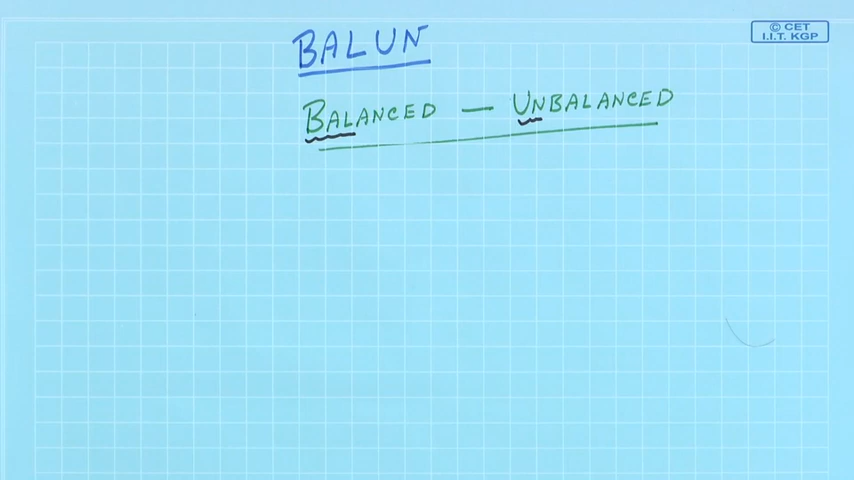 BALUN
© CET
I.I.T. KGP
BALANCED — UNBALANCED